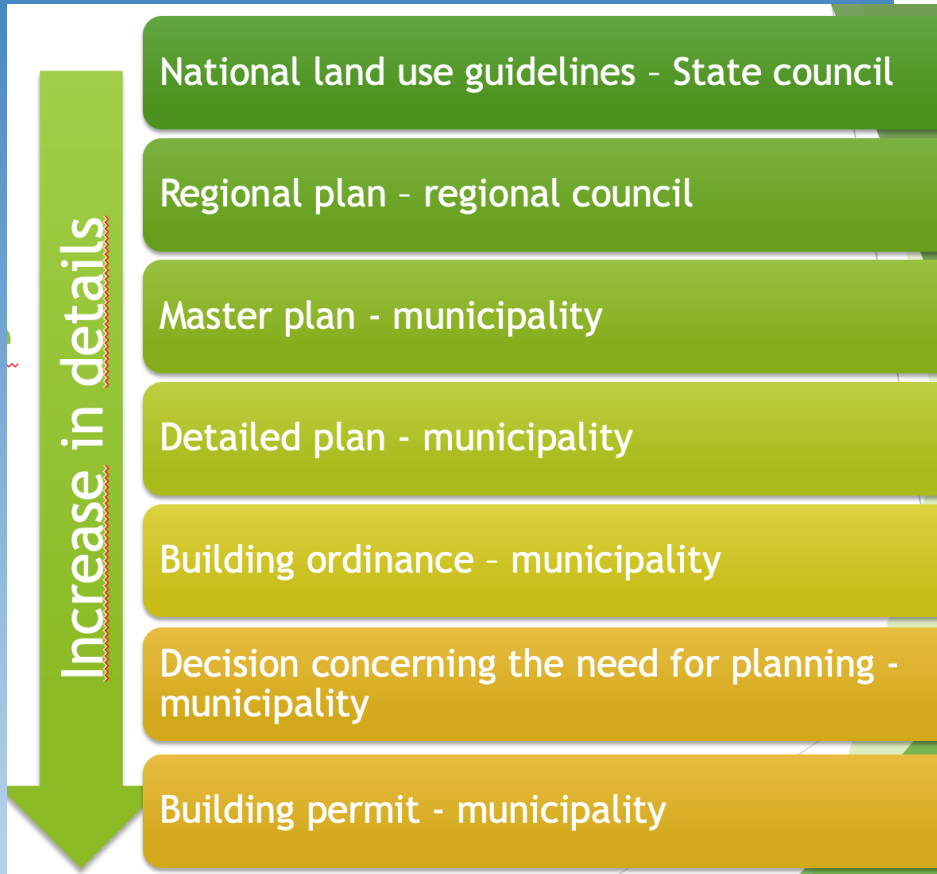 National land use guidelines – State council
Regional plan – regional council
Master plan - municipality
Detailed plan - municipality
Building ordinance – municipality
Decision concerning the need for planning -
municipality
Building permit - municipality
Increase in details